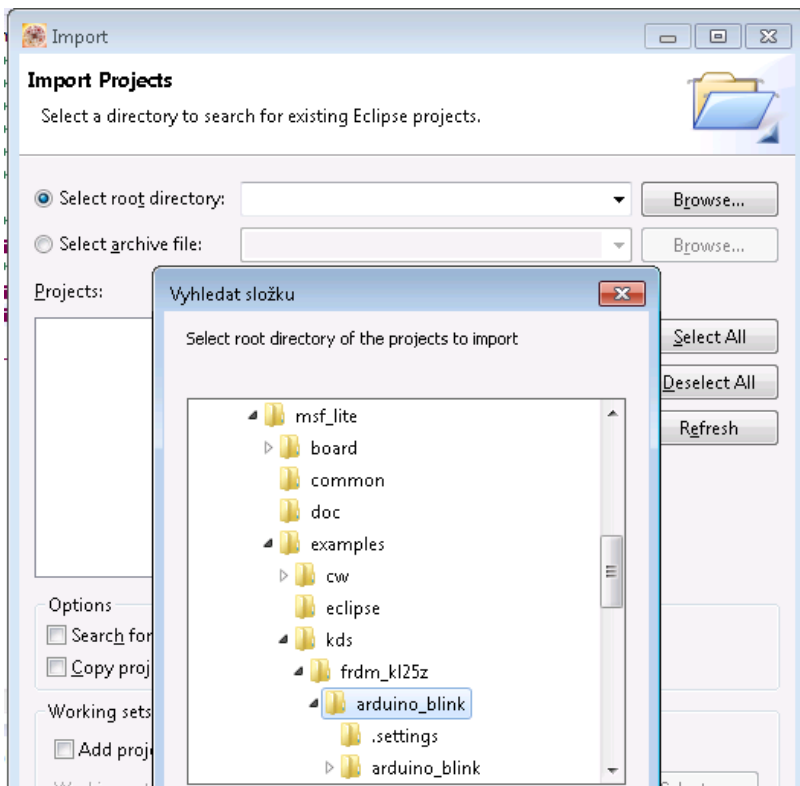 Import
Import Projects
Select a directory to search for existing Eclipse projects.
Select root directory:
Browse...
Select archive file:
Browse...
Projects:
Vyhledat složku
Select root directory of the projects to import
Select All
Deselect All
Refresh
msf_lite
board
common
doc
examples
cw
eclipse
kds
frdm_kl25z
arduino_blink
.settings
arduino_blink
Options
Search for
Copy proj
Working sets
Add proj